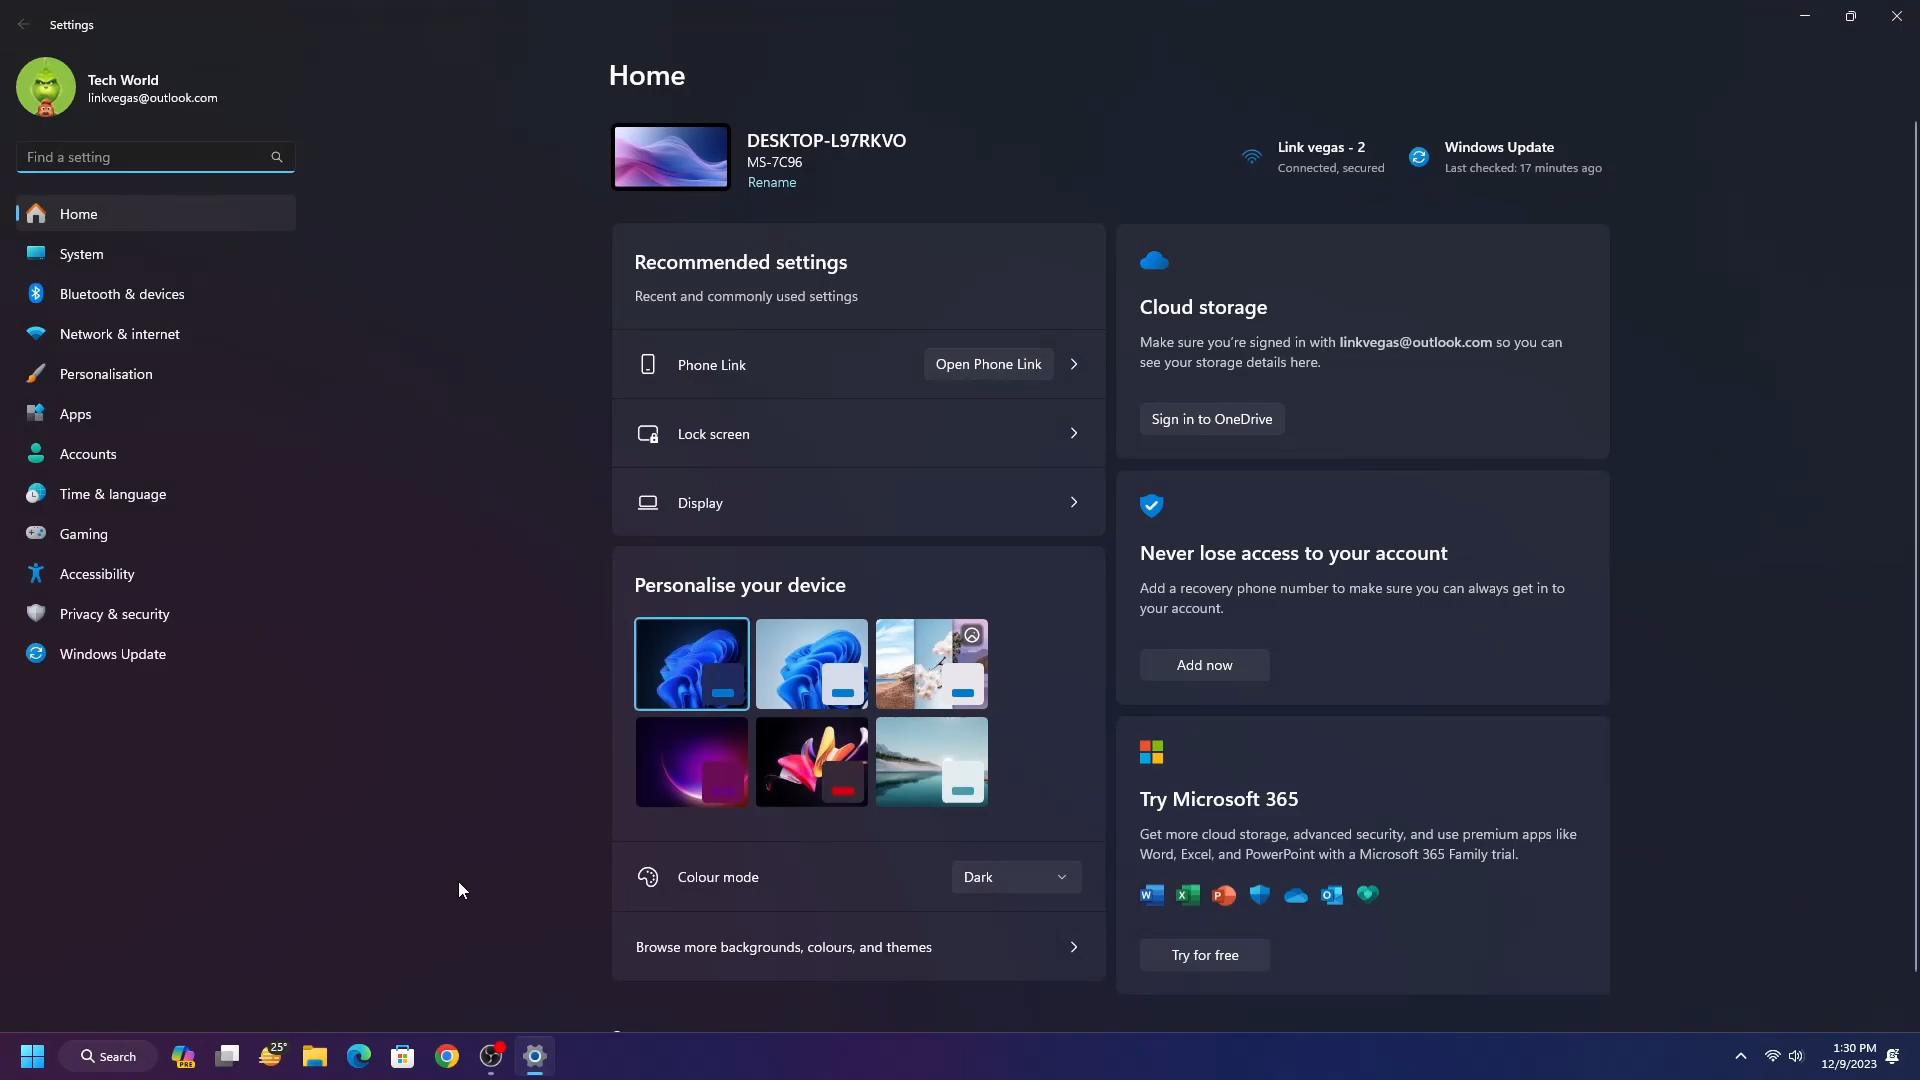 Settings
Tech World
linkvegas@outlook.com
Find a setting
Home
System
Bluetooth & devices
Network & internet
Personalisation
Apps
Accounts
Time & language
Gaming
Accessibility
Privacy & security
Windows Update
Home
DESKTOP-L97RKVO
MS-7C96
Rename
Link vegas - 2
Connected, secured
Windows Update
Last checked: 17 minutes ago
Recommended settings
Recent and commonly used settings
Phone Link
Open Phone Link
Lock screen
Display
Personalise your device
Colour mode
Dark
Browse more backgrounds, colours, and themes
Cloud storage
Make sure you're signed in with linkvegas@outlook.com so you can
see your storage details here.
Sign in to OneDrive
Never lose access to your account
Add a recovery phone number to make sure you can always get in to
your account.
Add now
Try Microsoft 365
Get more cloud storage, advanced security, and use premium apps like
Word, Excel, and PowerPoint with a Microsoft 365 Family trial.
Try for free
Search
PRE
25°
1:30 PM
12/9/2023